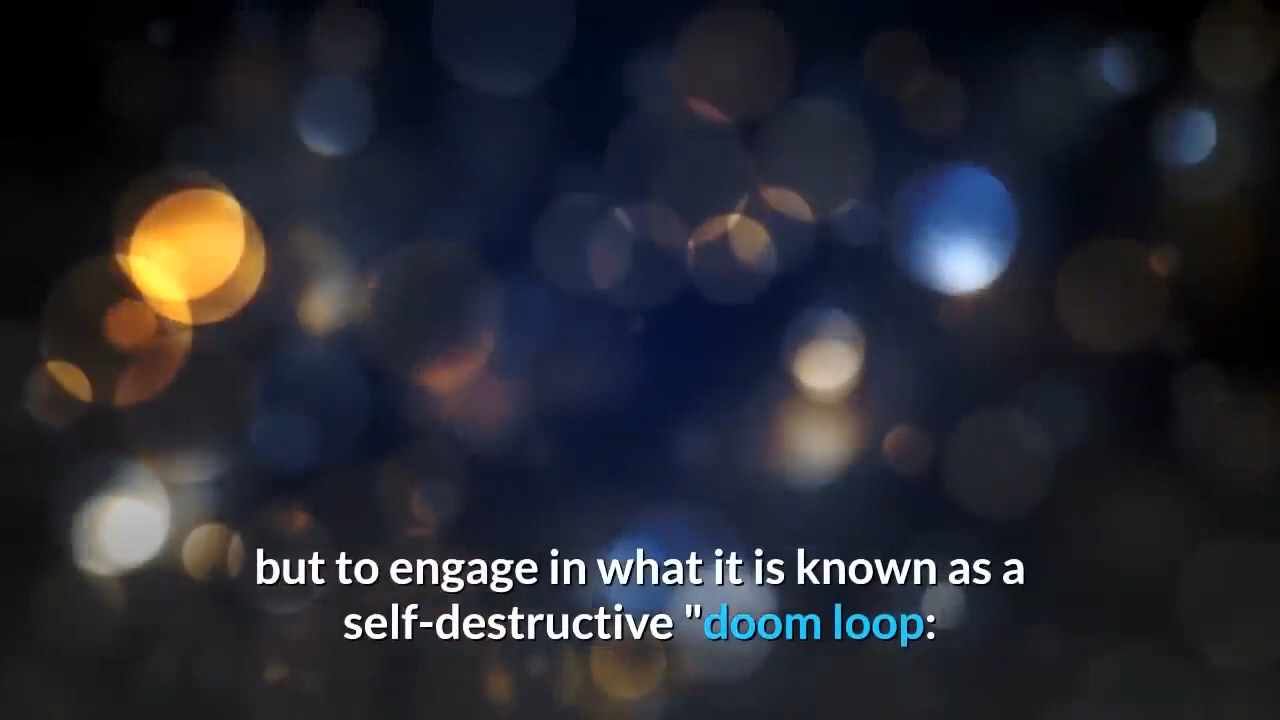 but to engage in what it is known as a
self-destructive "doom loop: